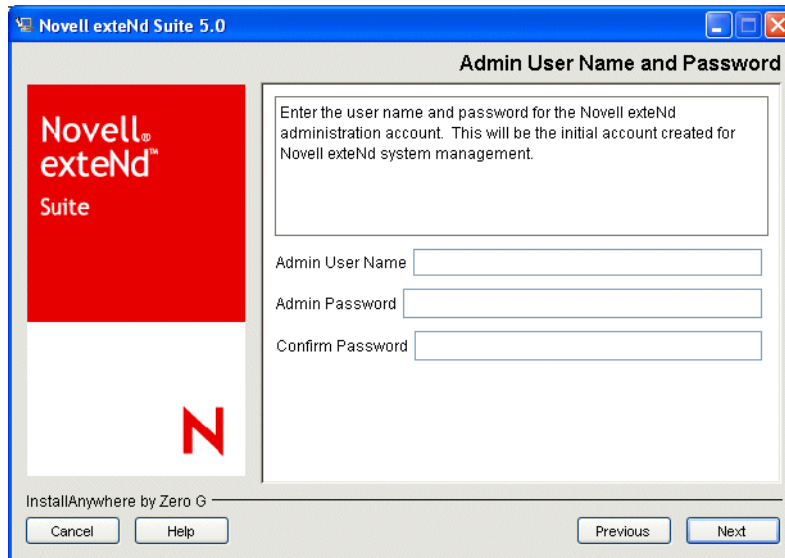 Novell exteNd Suite 5.0
Admin User Name and Password
Novell®
exteNd™
Suite
Enter the user name and password for the Novell exteNd
administration account. This will be the initial account created for
Novell exteNd system management.
Admin User Name
Admin Password
Confirm Password
N
InstallAnywhere by Zero G
Cancel
Help
Previous
Next